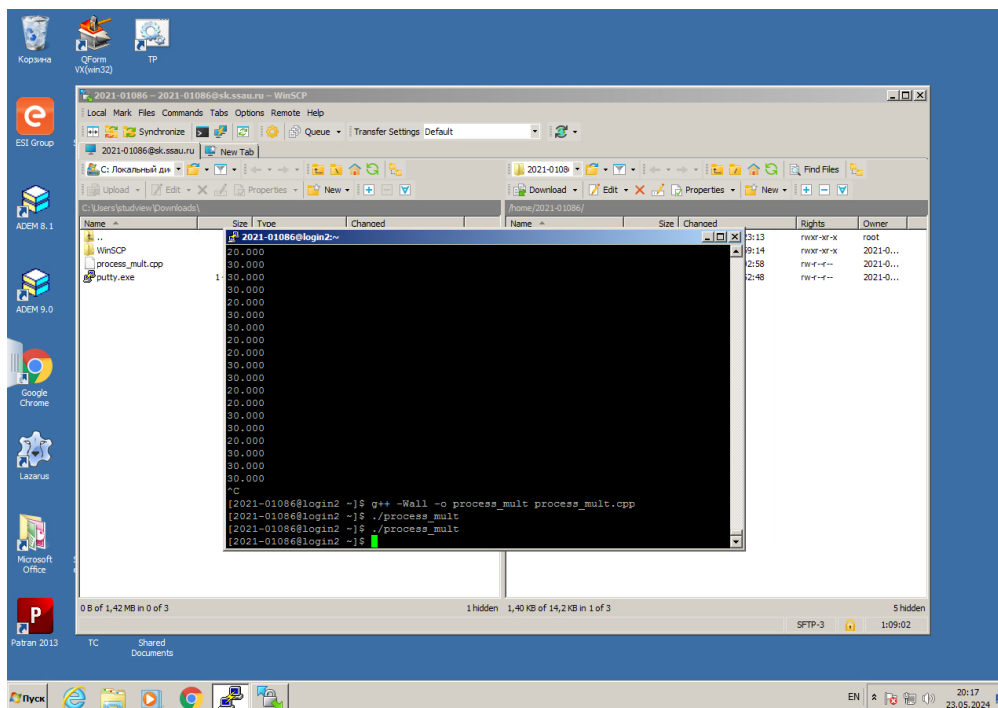 Корзина
QForm
VX(win32)
TP
ESI Group
ADEM 8.1
ADEM 9.0
Google
Chrome
Lazarus
Microsoft
Office
Patran 2013
TC
Shared
Documents
2021-01086 – 2021-01086@sk.ssau.ru – WinSCP
Local Mark Files Commands Tabs Options Remote Help
Synchronize Queue Transfer Settings Default
2021-01086@sk.ssau.ru New Tab
C: Локальный ди 2021-0108 Find Files
Upload Edit Properties New Download Edit Properties New
C:\Users\studview\Downloads\ /home/2021-01086/
Name Size Type Changed Name Size Changed Rights Owner
.. 23:13 rwxr-xr-x root
WinSCP rwxr-xr-x 2021-0...
process_mult.cpp rw-r--r-- 2021-0...
putty.exe rw-r--r-- 2021-0...
2021-01086@login2:~
20.000
30.000
30.000
30.000
20.000
30.000
30.000
20.000
20.000
30.000
30.000
20.000
20.000
30.000
30.000
20.000
30.000
30.000
30.000
^C
[2021-01086@login2 ~]$ g++ -Wall -o process_mult process_mult.cpp
[2021-01086@login2 ~]$ ./process_mult
[2021-01086@login2 ~]$ ./process_mult
[2021-01086@login2 ~]$
0 B of 1,42 MB in 0 of 3 1 hidden 1,40 KB of 14,2 KB in 1 of 3 5 hidden
SFTP-3 1:09:02
Пуск EN 20:17
23.05.2024